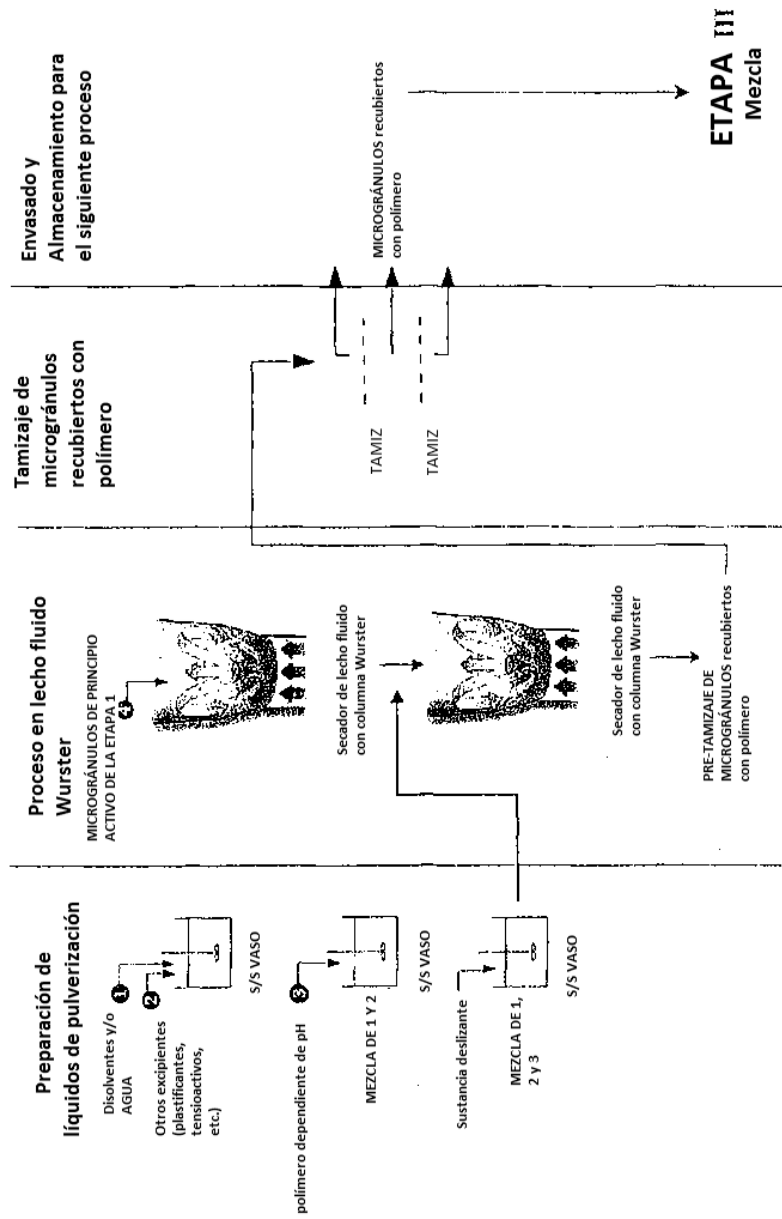 Preparación de
líquidos de pulverización
Disolventes y/o
AGUA
1
2
Otros excipientes
(plastificantes,
tensioactivos,
etc.)
S/S VASO
polímero dependiente de pH
3
MEZCLA DE 1 Y 2
S/S VASO
Sustancia deslizante
MEZCLA DE 1,
2 y 3
S/S VASO
Proceso en lecho fluido
Wurster
MICROGRÁNULOS DE PRINCIPIO
ACTIVO DE LA ETAPA 1
Secador de lecho fluido
con columna Wurster
Secador de lecho fluido
con columna Wurster
PRE-TAMIZAJE DE
MICROGRÁNULOS recubiertos
con polímero
Tamizaje de
microgránulos
recubiertos con
polímero
TAMIZ
TAMIZ
Envasado y
Almacenamiento para
el siguiente proceso
MICROGRÁNULOS recubiertos
con polímero
ETAPA III
Mezcla